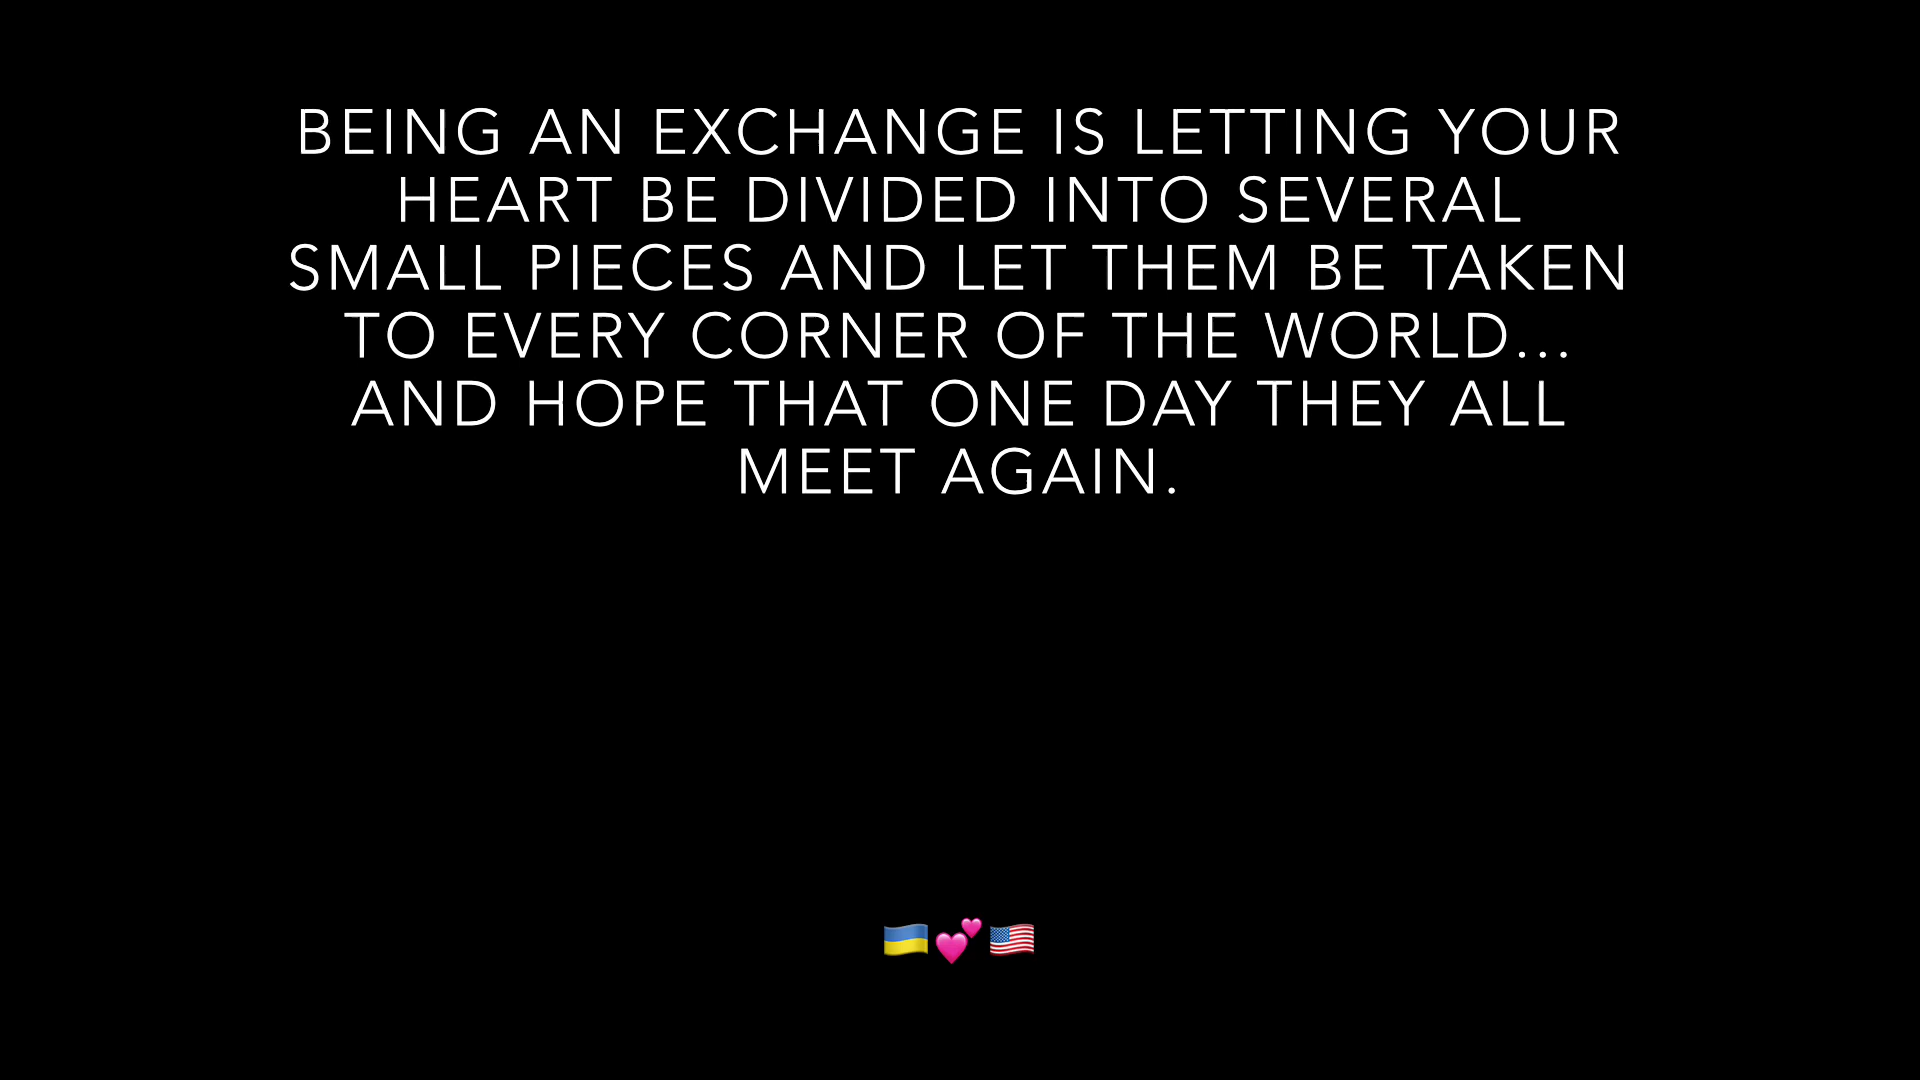 BEING AN EXCHANGE IS LETTING YOUR
HEART BE DIVIDED INTO SEVERAL
SMALL PIECES AND LET THEM BE TAKEN
TO EVERY CORNER OF THE WORLD...
AND HOPE THAT ONE DAY THEY ALL
MEET AGAIN.
🇺🇦💕🇺🇸